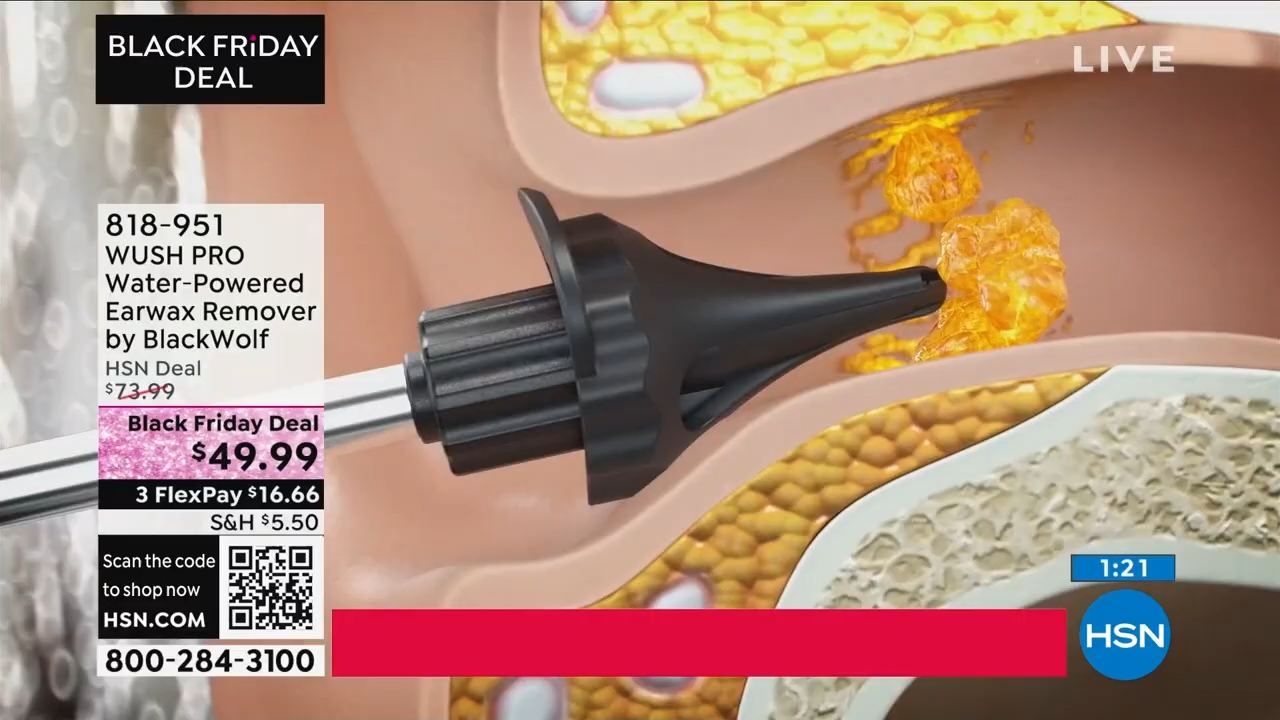 BLACK FRiDAY
DEAL
LIVE
818-951
WUSH PRO
Water-Powered
Earwax Remover
by BlackWolf
HSN Deal
$73.99
Black Friday Deal
$49.99
3 FlexPay $16.66
S&H $5.50
Scan the code
to shop now
HSN.COM
800-284-3100
1:21
HSN